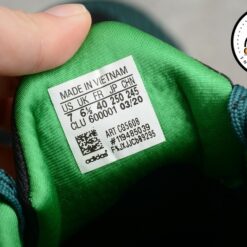 MADE IN VIETNAM
US UK FR JP CHN
7 6½ 40 250 245
CLU 600001 03/20
ART CG5608
#119485039
adidas